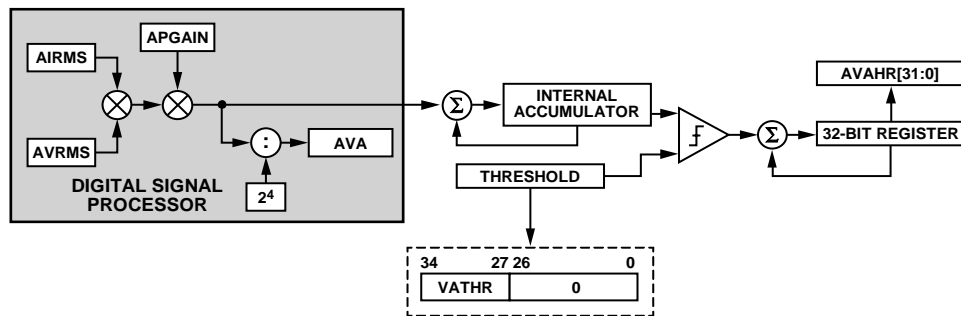 APGAIN
AIRMS
AVRMS
:
AVA
2⁴
DIGITAL SIGNAL
PROCESSOR
Σ
INTERNAL
ACCUMULATOR
THRESHOLD
Σ
AVAHR[31:0]
32-BIT REGISTER
34 27 26 0
VATHR 0